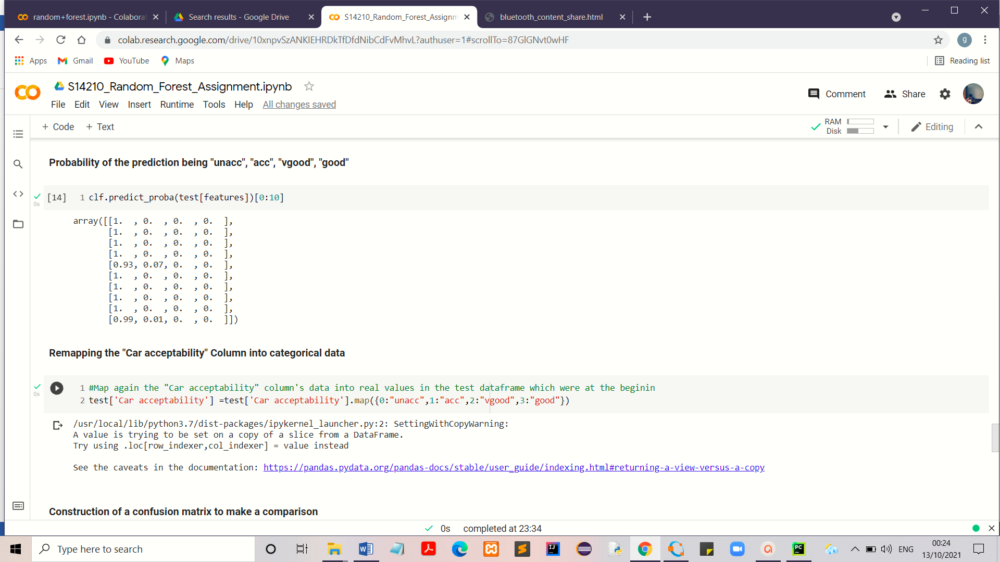 random+forest.ipynb - Colabora
Search results - Google Drive
S14210_Random_Forest_Assignm
bluetooth_content_share.html
colab.research.google.com/drive/10xnpvSzANKlEHRDkTfDfdNibCdFvMhvL?authuser=1#scrollTo=87GlGNvt0wHF
g
Apps Gmail YouTube Maps Reading list
S14210_Random_Forest_Assignment.ipynb
Comment Share
File Edit View Insert Runtime Tools Help All changes saved
+ Code + Text
RAM
Disk
Editing
Probability of the prediction being "unacc", "acc", "vgood", "good"
0s
[14] 1 clf.predict_proba(test[features])[0:10]
array([[1.  , 0.  , 0.  , 0.  ],
[1.  , 0.  , 0.  , 0.  ],
[1.  , 0.  , 0.  , 0.  ],
[1.  , 0.  , 0.  , 0.  ],
[0.93, 0.07, 0.  , 0.  ],
[1.  , 0.  , 0.  , 0.  ],
[1.  , 0.  , 0.  , 0.  ],
[1.  , 0.  , 0.  , 0.  ],
[1.  , 0.  , 0.  , 0.  ],
[0.99, 0.01, 0.  , 0.  ]])
Remapping the "Car acceptability" Column into categorical data
0s
1 #Map again the "Car acceptability" column's data into real values in the test dataframe which were at the beginin
2 test['Car acceptability'] =test['Car acceptability'].map({0:"unacc",1:"acc",2:"vgood",3:"good"})
/usr/local/lib/python3.7/dist-packages/ipykernel_launcher.py:2: SettingWithCopyWarning:
A value is trying to be set on a copy of a slice from a DataFrame.
Try using .loc[row_indexer,col_indexer] = value instead
See the caveats in the documentation: https://pandas.pydata.org/pandas-docs/stable/user_guide/indexing.html#returning-a-view-versus-a-copy
Construction of a confusion matrix to make a comparison
0s completed at 23:34
Type here to search
ENG
00:24
13/10/2021